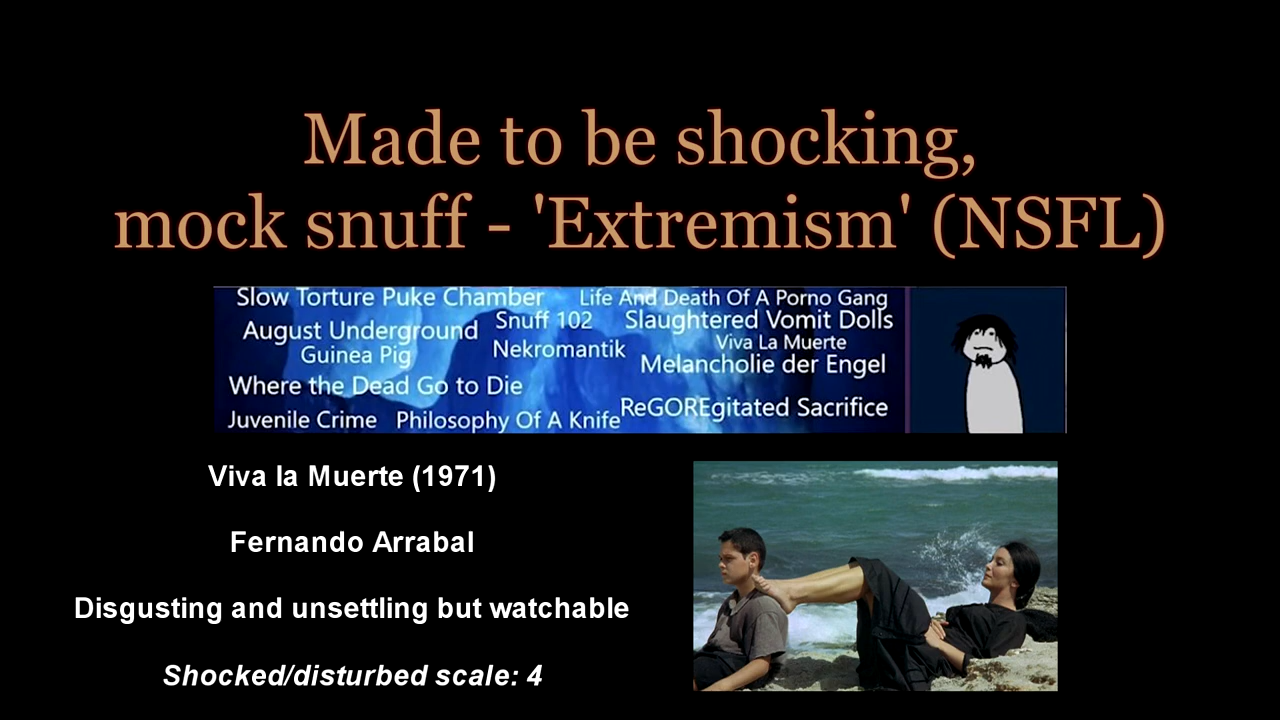 Made to be shocking,
mock snuff - 'Extremism' (NSFL)
Slow Torture Puke Chamber
Life And Death Of A Porno Gang
August Underground
Snuff 102
Slaughtered Vomit Dolls
Guinea Pig
Nekromantik
Viva La Muerte
Melancholie der Engel
Where the Dead Go to Die
ReGOREgitated Sacrifice
Juvenile Crime
Philosophy Of A Knife
Viva la Muerte (1971)
Fernando Arrabal
Disgusting and unsettling but watchable
Shocked/disturbed scale: 4